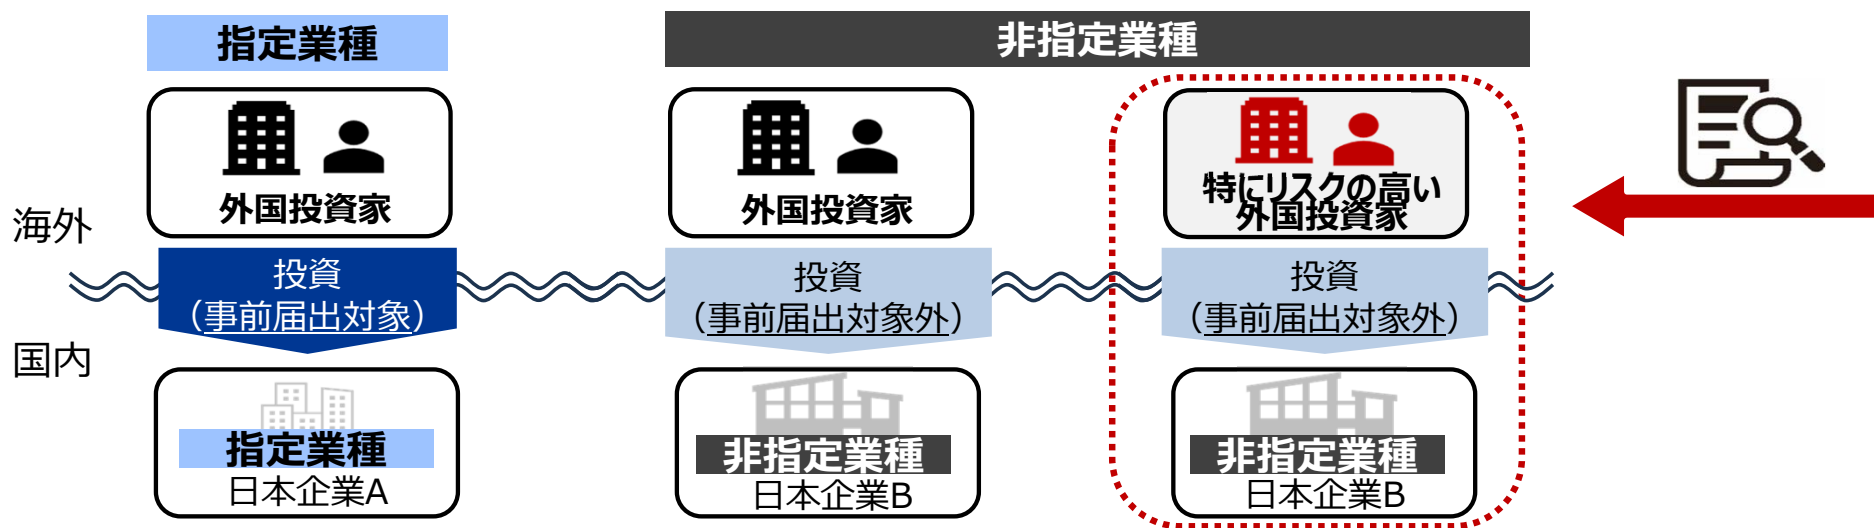 指定業種
非指定業種
外国投資家
外国投資家
特にリスクの高い
外国投資家
海外
投資
（事前届出対象）
投資
（事前届出対象外）
投資
（事前届出対象外）
国内
指定業種
日本企業A
非指定業種
日本企業B
非指定業種
日本企業B